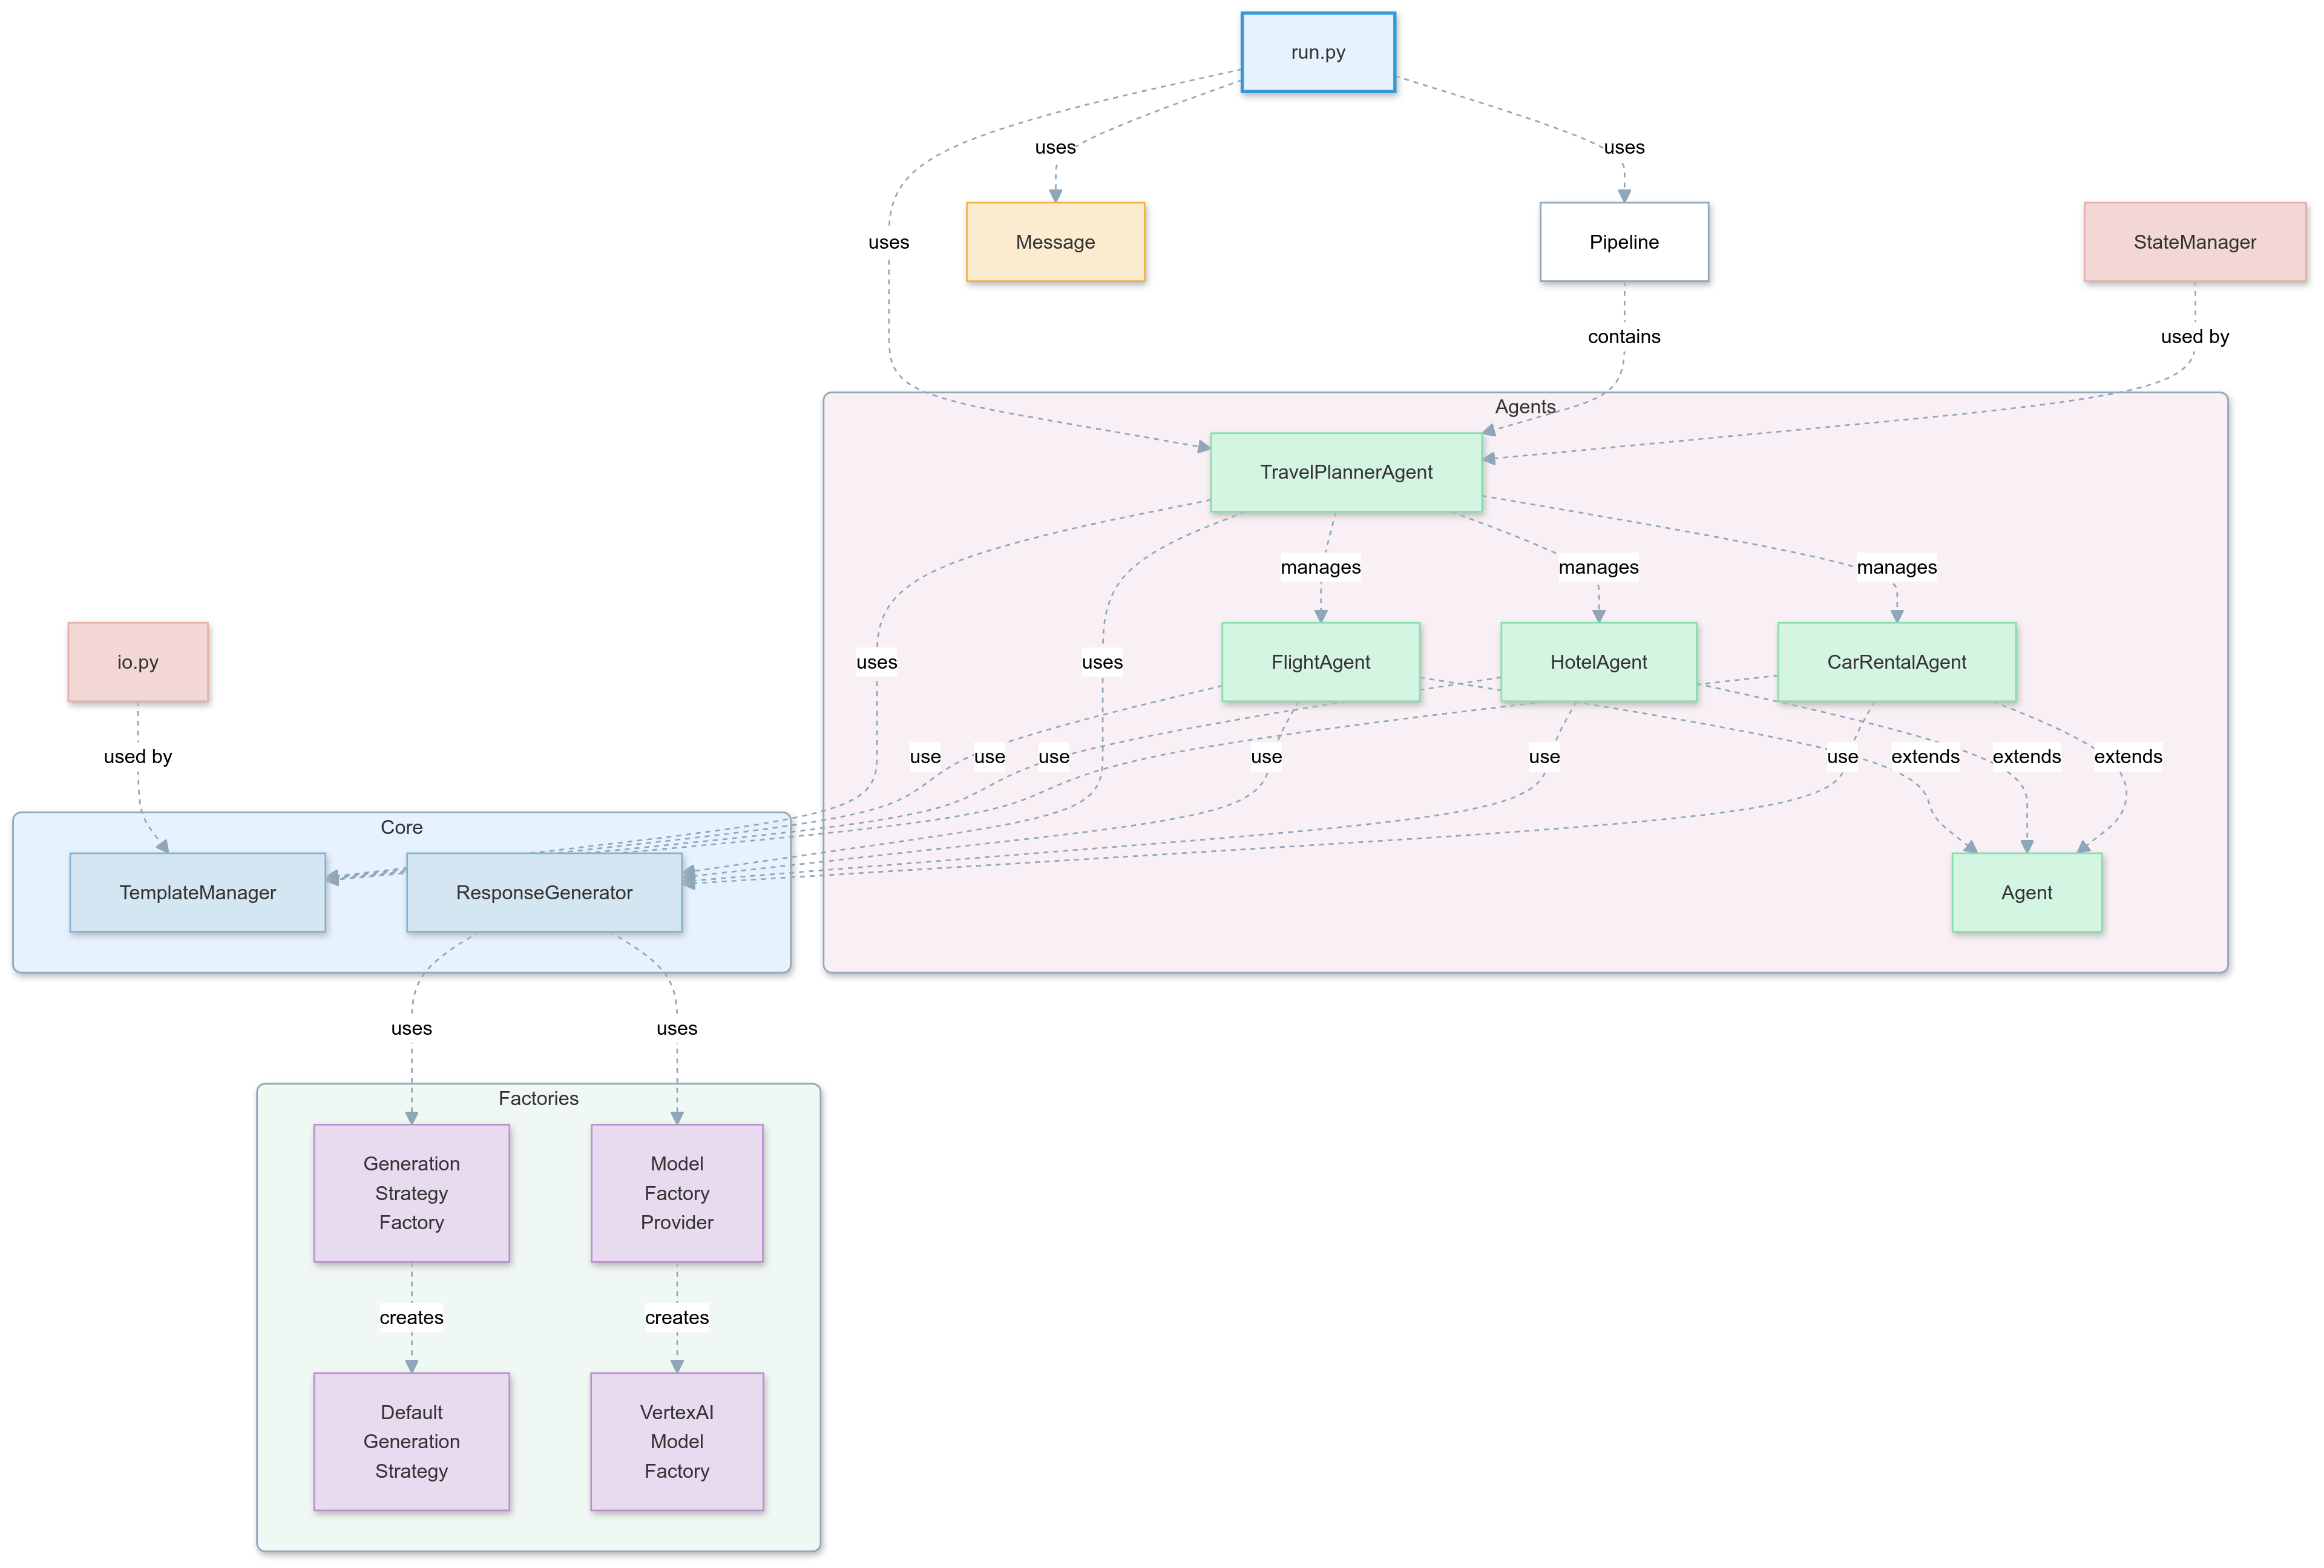 run.py
uses
uses
uses
Message
Pipeline
StateManager
contains
used by
Agents
TravelPlannerAgent
manages
manages
manages
io.py
uses
uses
FlightAgent
HotelAgent
CarRentalAgent
used by
use
use
use
use
use
use
extends
extends
extends
Core
TemplateManager
ResponseGenerator
Agent
uses
uses
Factories
Generation
Strategy
Factory
Model
Factory
Provider
creates
creates
Default
Generation
Strategy
VertexAI
Model
Factory